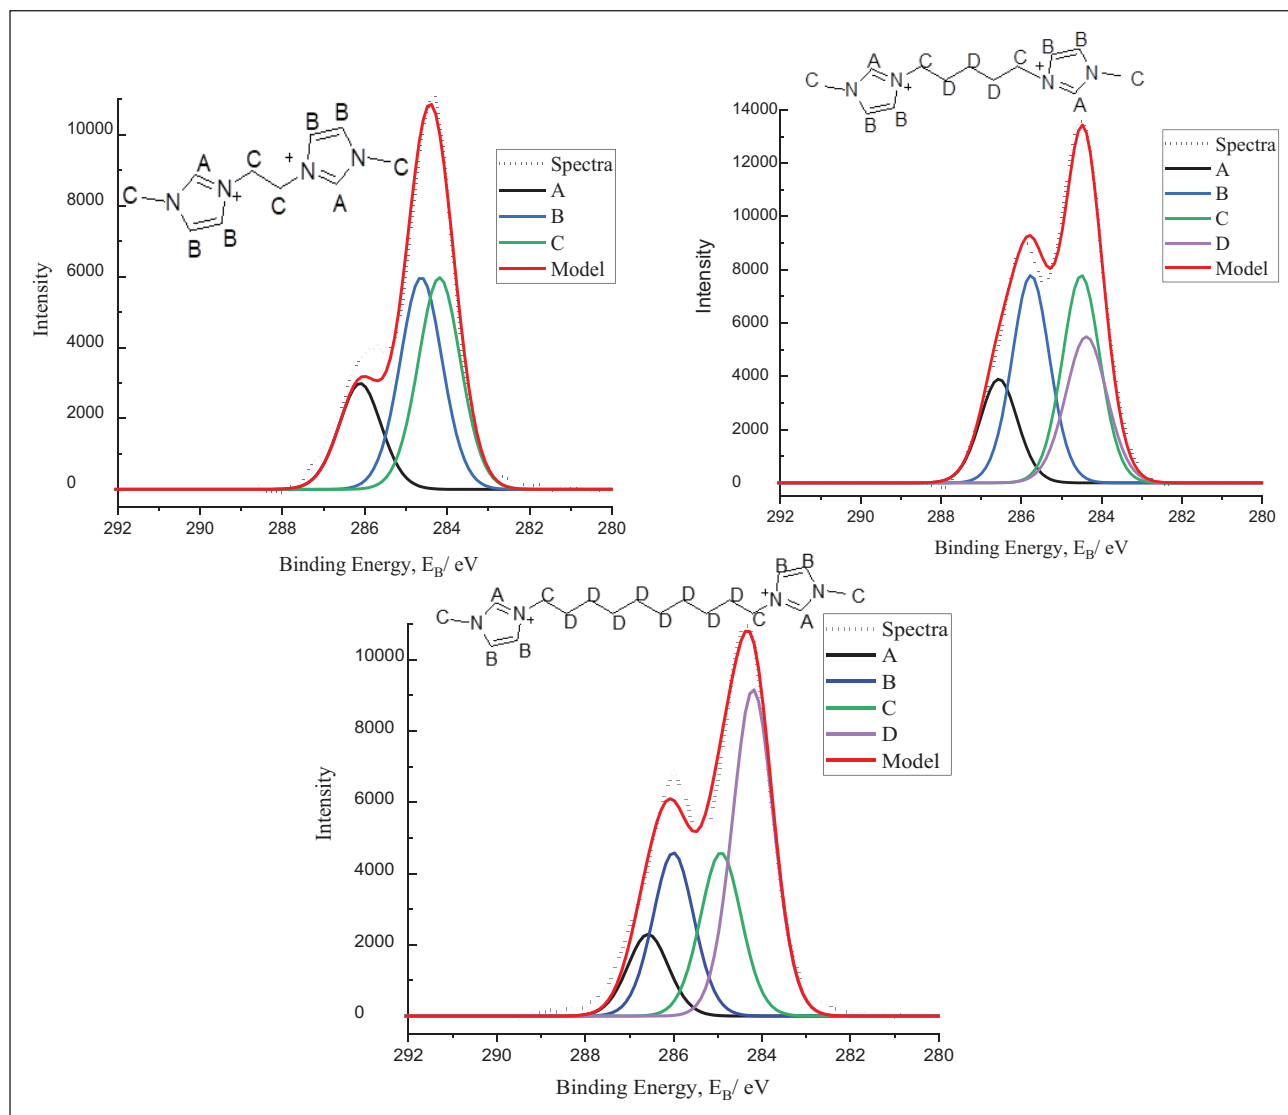 10000
8000
6000
4000
2000
0
292
290
288
286
284
282
280
Intensity
Binding Energy, E_B/ eV
Spectra
A
B
C
Model
B
B
A
C
N
+
N
C
C
N
+
N
C
A
B
B
14000
12000
10000
8000
6000
4000
2000
0
292
290
288
286
284
282
280
Intensity
Binding Energy, E_B/ eV
Spectra
A
B
C
D
Model
B
B
A
C
D
D
C
+
N
N
C
C
N
N
+
D
D
A
B
B
10000
8000
6000
4000
2000
0
292
290
288
286
284
282
280
Intensity
Binding Energy, E_B/ eV
Spectra
A
B
C
D
Model
B
B
A
C
D
D
D
D
+
N
N
C
C
N
N
+
D
D
D
D
C
A
B
B